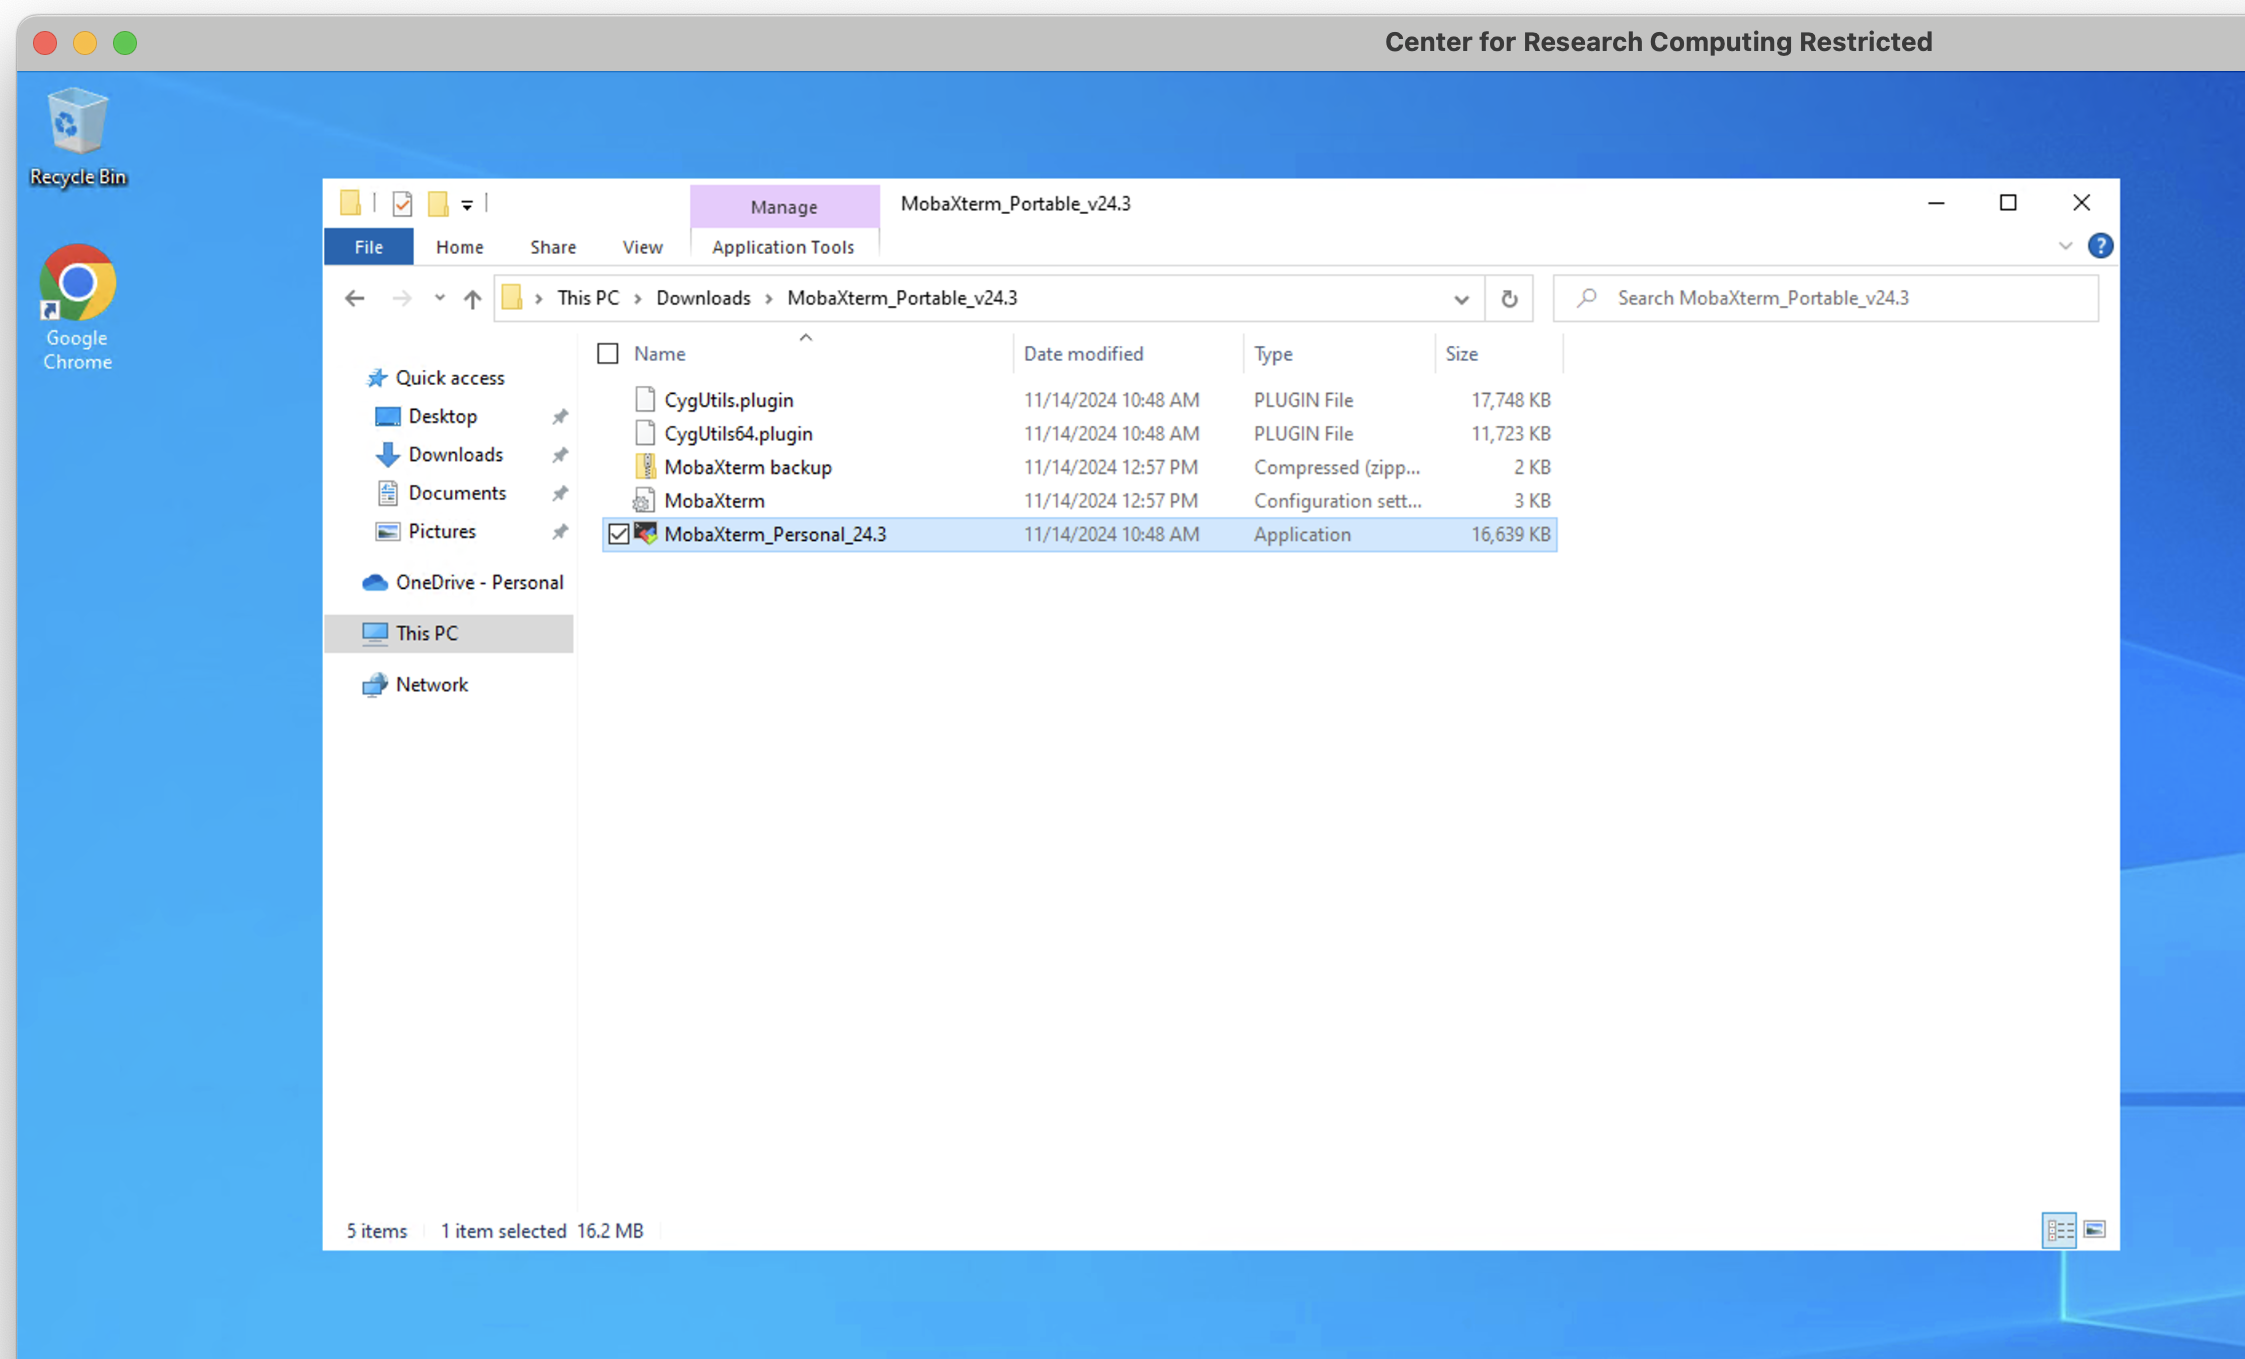 Center for Research Computing Restricted
Recycle Bin
Google
Chrome
Manage
MobaXterm_Portable_v24.3
File
Home
Share
View
Application Tools
?
This PC
Downloads
MobaXterm_Portable_v24.3
Search MobaXterm_Portable_v24.3
Name
Date modified
Type
Size
Quick access
Desktop
Downloads
Documents
Pictures
OneDrive - Personal
This PC
Network
CygUtils.plugin 11/14/2024 10:48 AM PLUGIN File 17,748 KB
CygUtils64.plugin 11/14/2024 10:48 AM PLUGIN File 11,723 KB
MobaXterm backup 11/14/2024 12:57 PM Compressed (zipp... 2 KB
MobaXterm 11/14/2024 12:57 PM Configuration sett... 3 KB
MobaXterm_Personal_24.3 11/14/2024 10:48 AM Application 16,639 KB
5 items 1 item selected 16.2 MB